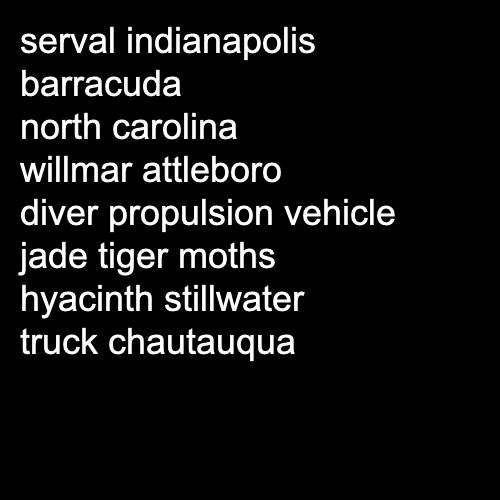 serval indianapolis
barracuda
north carolina
willmar attleboro
diver propulsion vehicle
jade tiger moths
hyacinth stillwater
truck chautauqua